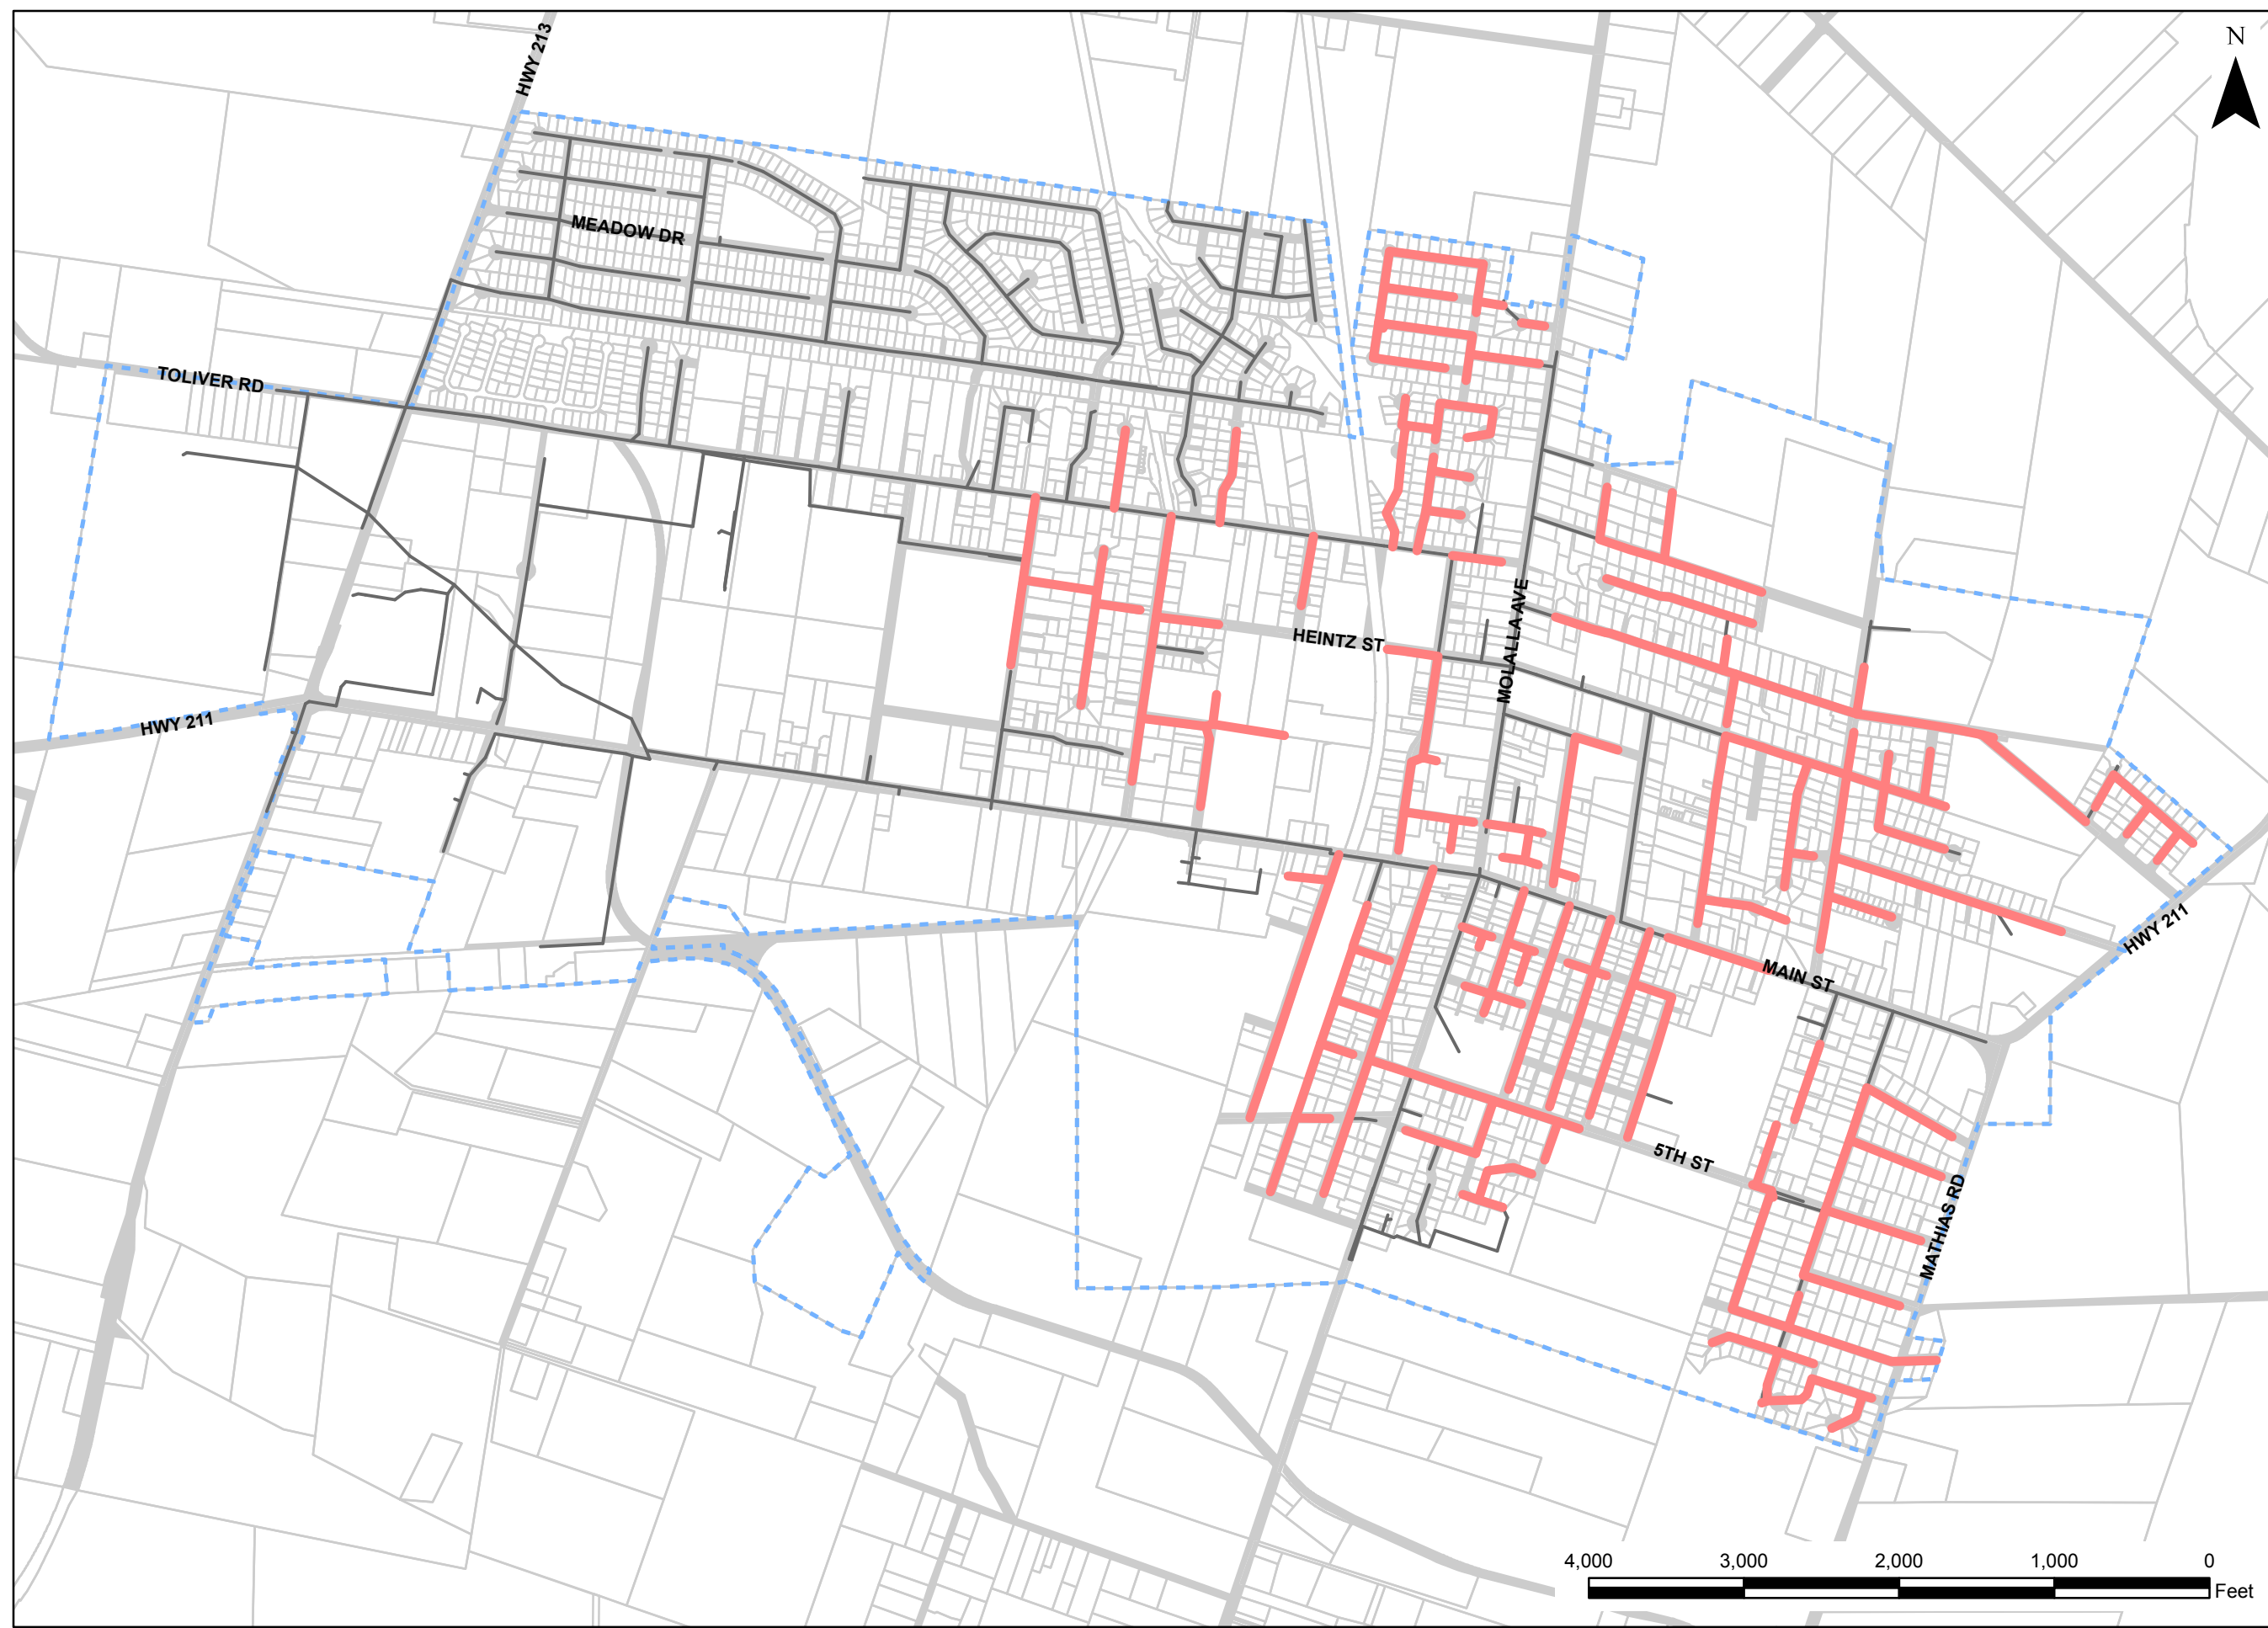 N
HWY 213
MEADOW DR
TOLIVER RD
MOLALLA AVE
HEINTZ ST
HWY 211
HWY 211
MAIN ST
5TH ST
MATHIAS RD
4,000 3,000 2,000 1,000 0
Feet